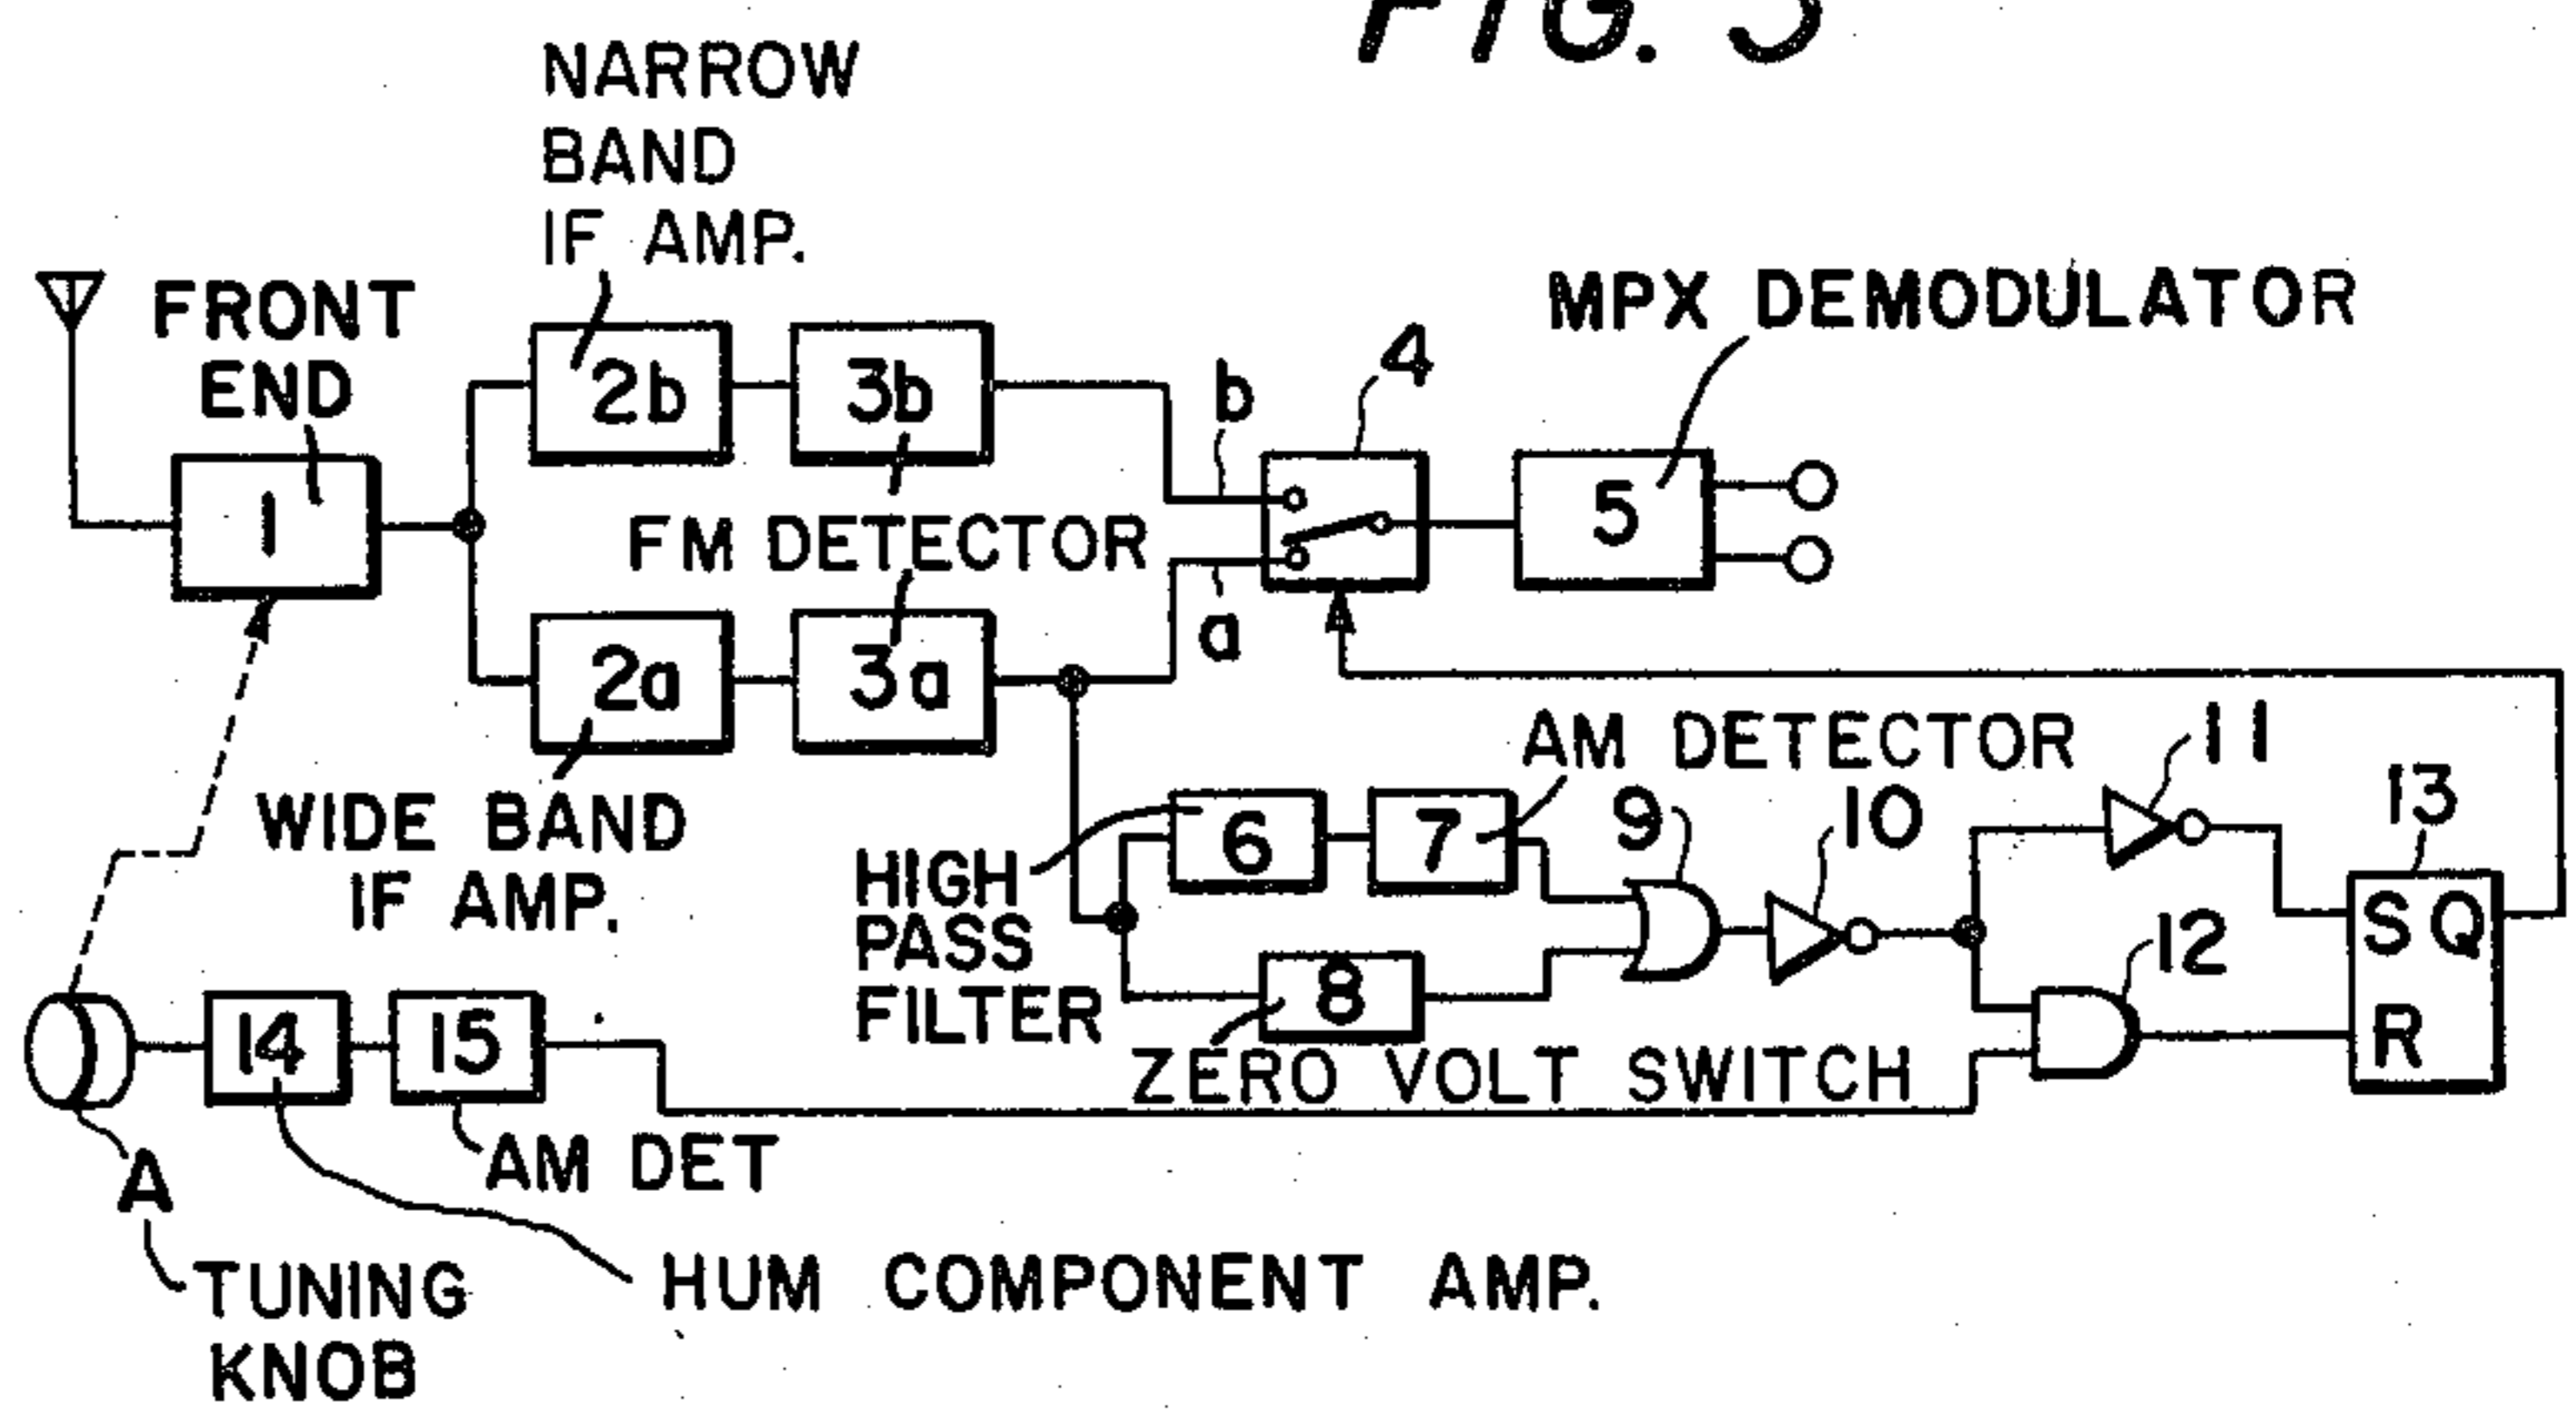 FIG. 3
NARROW
BAND
IF AMP.
FRONT
END
MPX DEMODULATOR
2b
3b
b
4
1
5
FM DETECTOR
a
2a
3a
AM DETECTOR
11
WIDE BAND
IF AMP.
HIGH
PASS
FILTER
6
7
9
10
13
S Q
12
8
R
14
15
ZERO VOLT SWITCH
A
AM DET
TUNING
KNOB
HUM COMPONENT AMP.